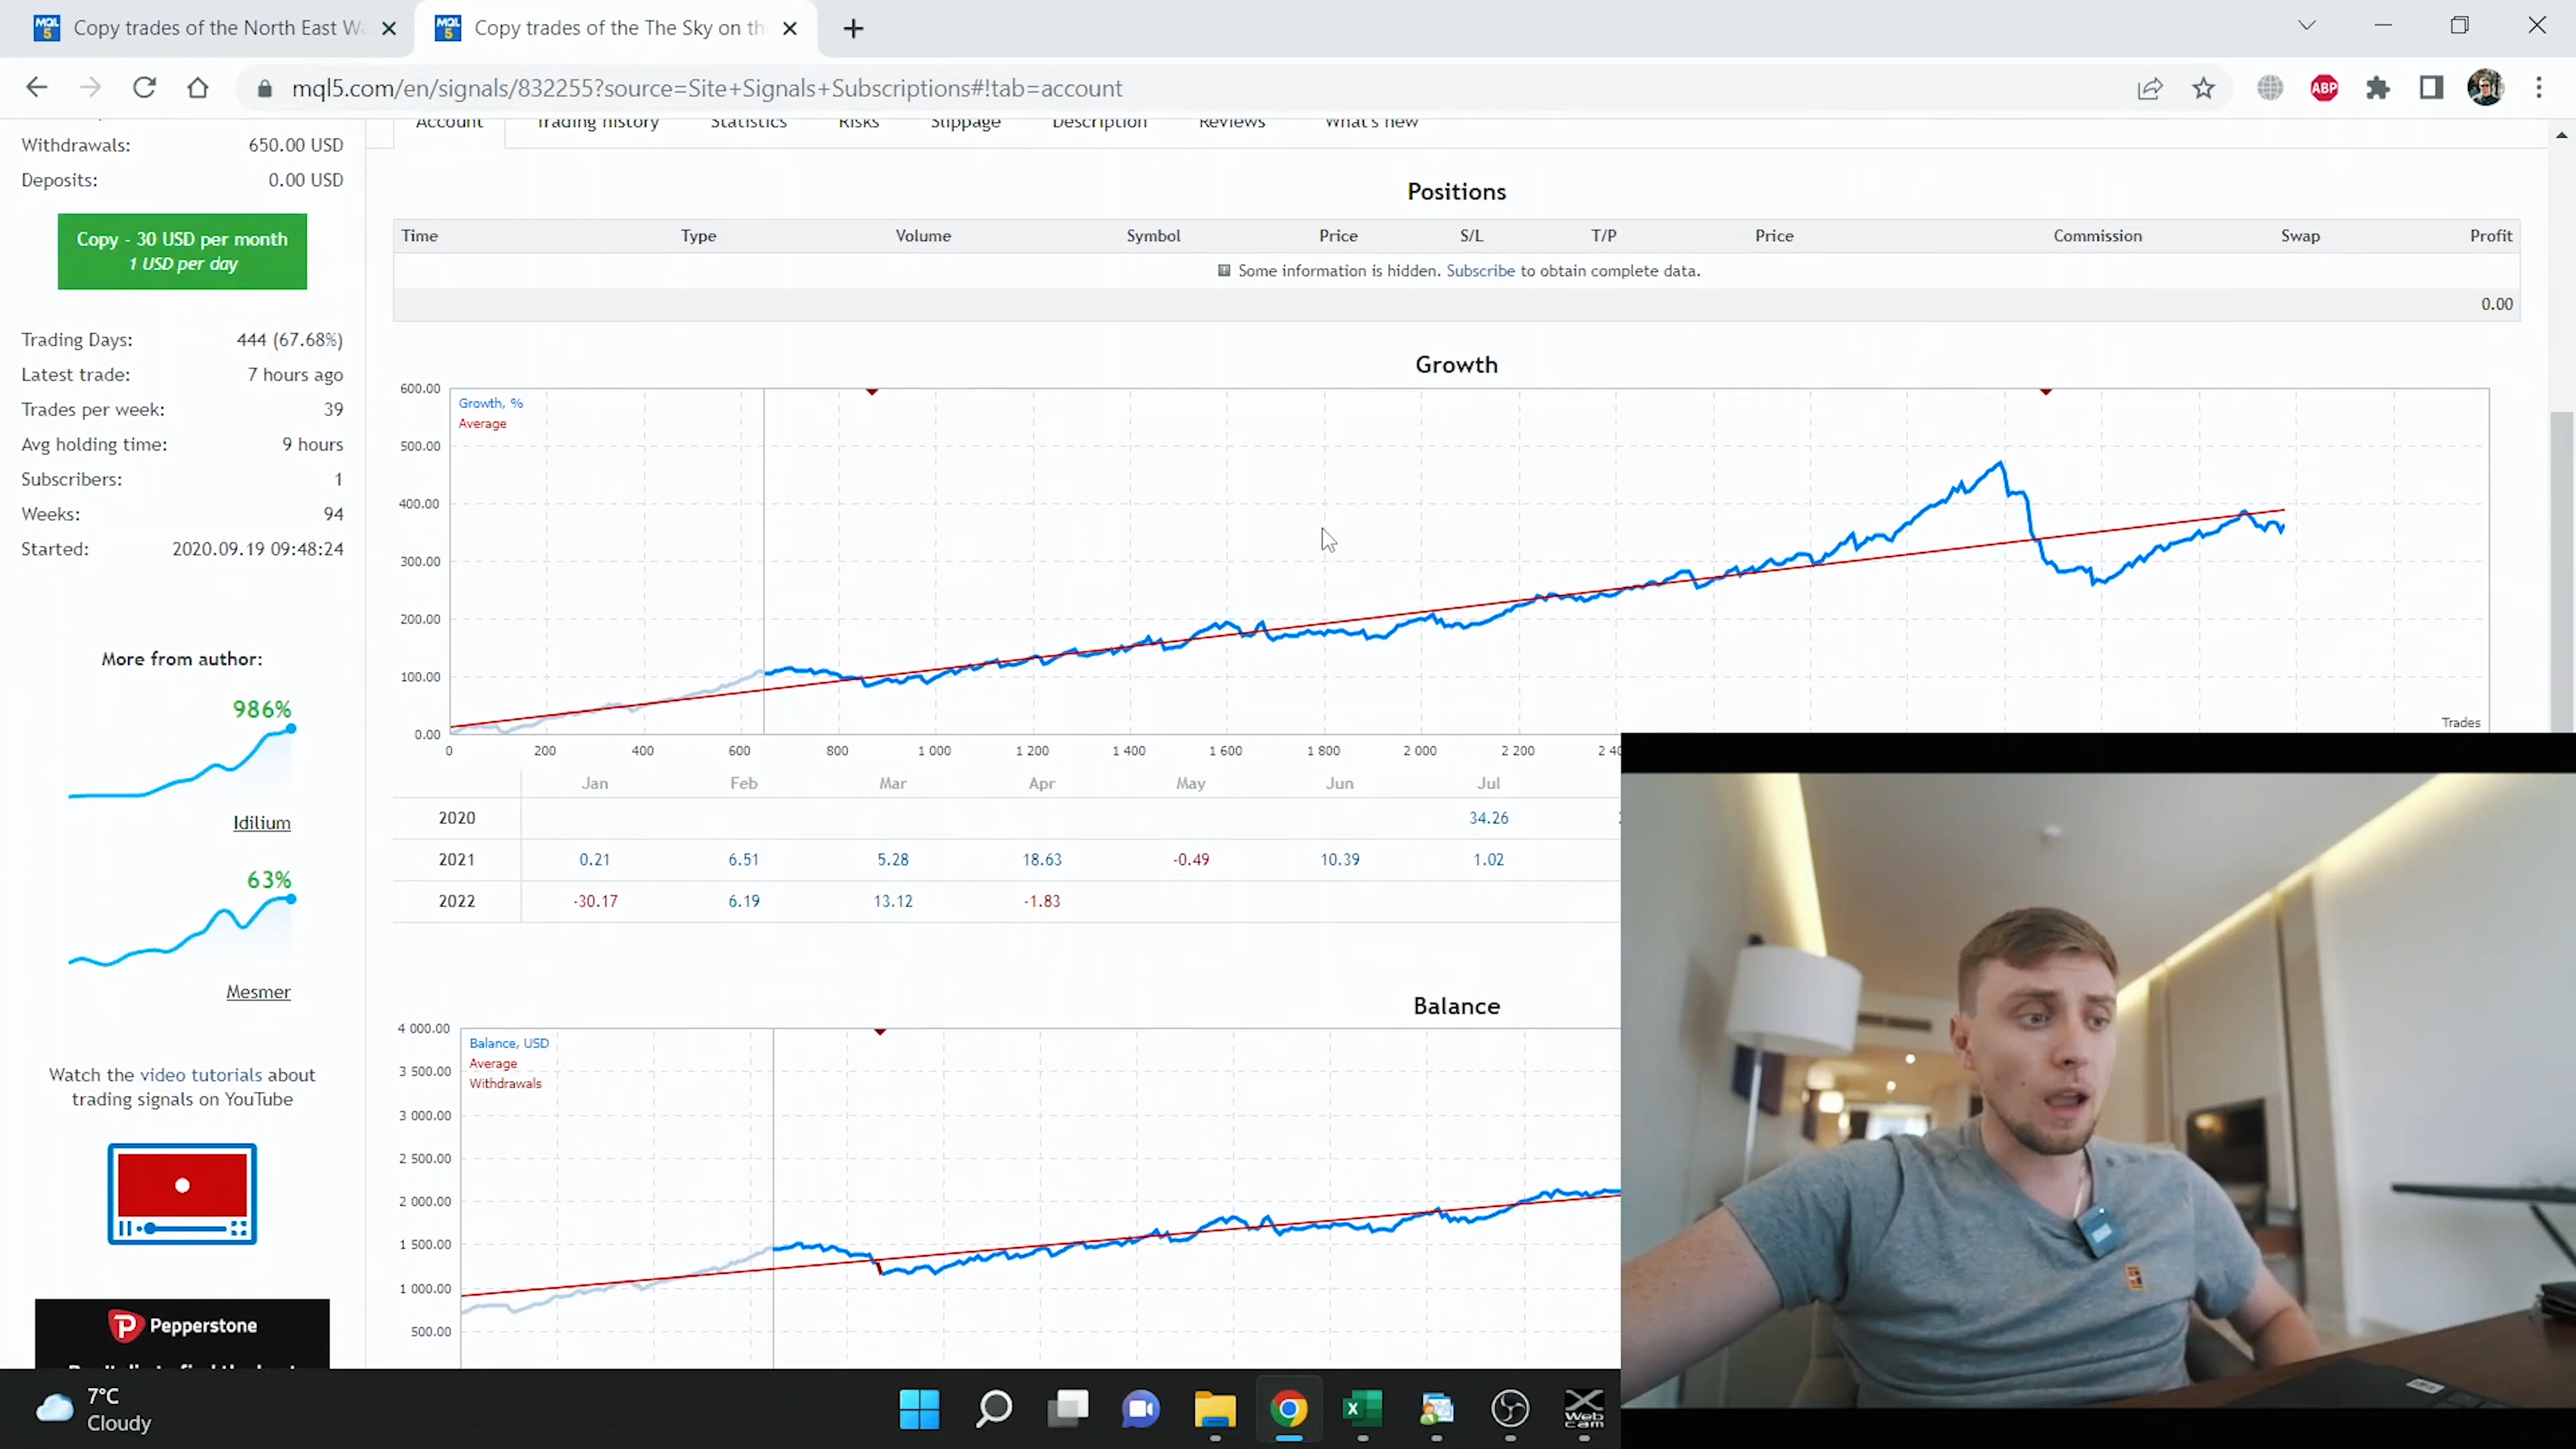 Copy trades of the North East Wa
Copy trades of the The Sky on th
mql5.com/en/signals/832255?source=Site+Signals+Subscriptions#!tab=account
ABP
Account Trading history Statistics Risks Slippage Description Reviews What's new
Withdrawals: 650.00 USD
Deposits: 0.00 USD
Copy - 30 USD per month
1 USD per day
Trading Days: 444 (67.68%)
Latest trade: 7 hours ago
Trades per week: 39
Avg holding time: 9 hours
Subscribers: 1
Weeks: 94
Started: 2020.09.19 09:48:24
More from author:
986%
Idilium
63%
Mesmer
Watch the video tutorials about
trading signals on YouTube
Pepperstone
Positions
Time Type Volume Symbol Price S/L T/P Price Commission Swap Profit
Some information is hidden. Subscribe to obtain complete data.
0.00
Growth
Growth, %
Average
600.00
500.00
400.00
300.00
200.00
100.00
0.00
Trades
0 200 400 600 800 1 000 1 200 1 400 1 600 1 800 2 000 2 200 2 40
Jan Feb Mar Apr May Jun Jul
2020 34.26
2021 0.21 6.51 5.28 18.63 -0.49 10.39 1.02
2022 -30.17 6.19 13.12 -1.83
Balance
Balance, USD
Average
Withdrawals
4 000.00
3 500.00
3 000.00
2 500.00
2 000.00
1 500.00
1 000.00
500.00
7°C
Cloudy
Web
cam